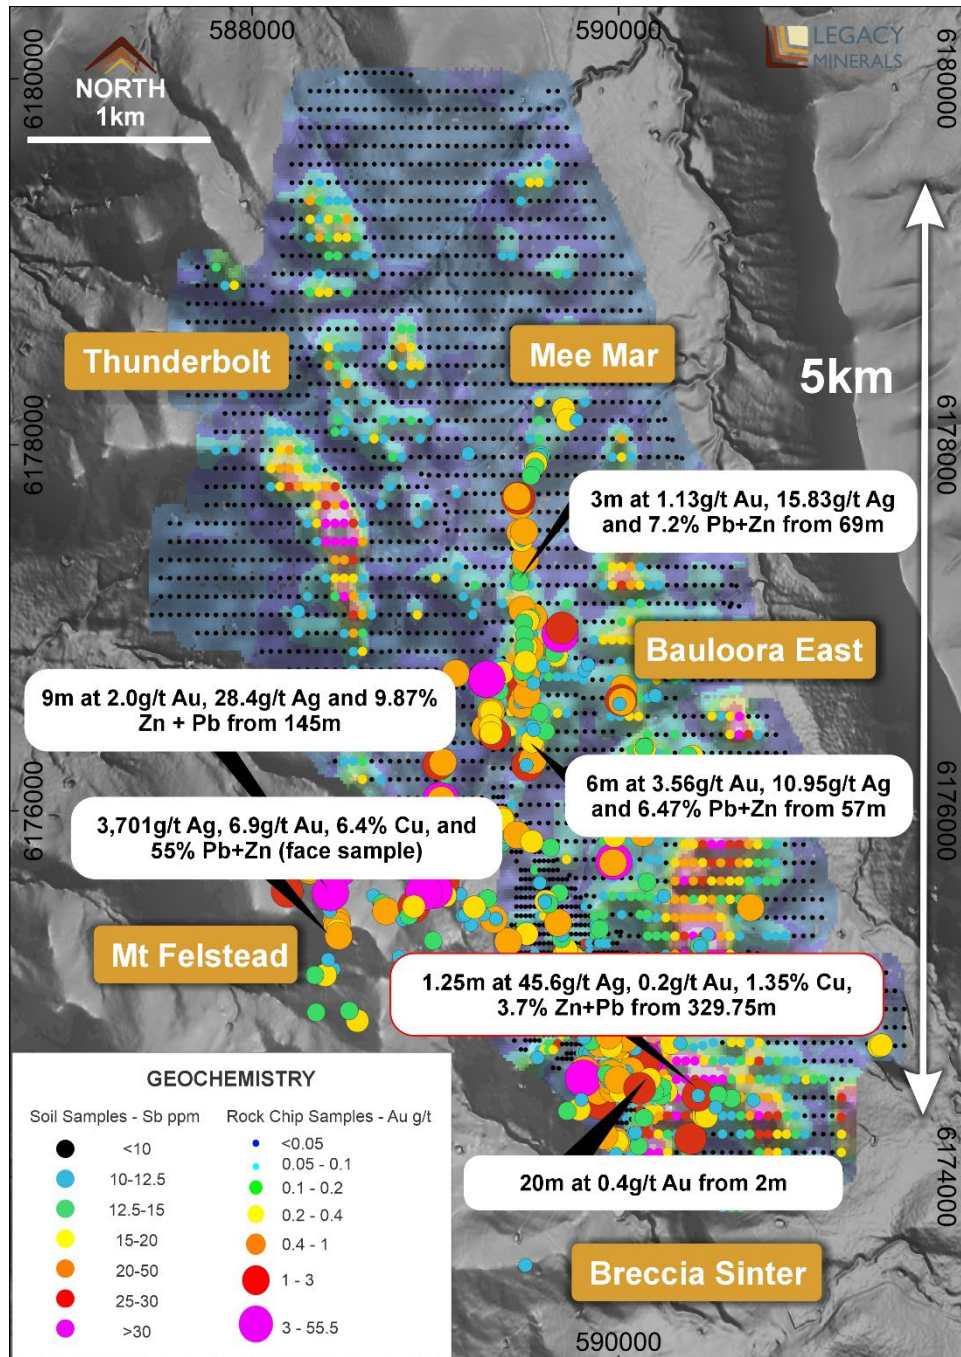 588000
590000
LEGACY
MINERALS
6180000
6180000
NORTH
1km
Thunderbolt
Mee Mar
5km
6178000
6178000
3m at 1.13g/t Au, 15.83g/t Ag
and 7.2% Pb+Zn from 69m
Bauloora East
9m at 2.0g/t Au, 28.4g/t Ag and 9.87%
Zn + Pb from 145m
6m at 3.56g/t Au, 10.95g/t Ag
and 6.47% Pb+Zn from 57m
6176000
6176000
3,701g/t Ag, 6.9g/t Au, 6.4% Cu, and
55% Pb+Zn (face sample)
Mt Felstead
1.25m at 45.6g/t Ag, 0.2g/t Au, 1.35% Cu,
3.7% Zn+Pb from 329.75m
GEOCHEMISTRY
Soil Samples - Sb ppm
<10
10-12.5
12.5-15
15-20
20-50
25-30
>30
Rock Chip Samples - Au g/t
<0.05
0.05 - 0.1
0.1 - 0.2
0.2 - 0.4
0.4 - 1
1 - 3
3 - 55.5
6174000
20m at 0.4g/t Au from 2m
Breccia Sinter
590000